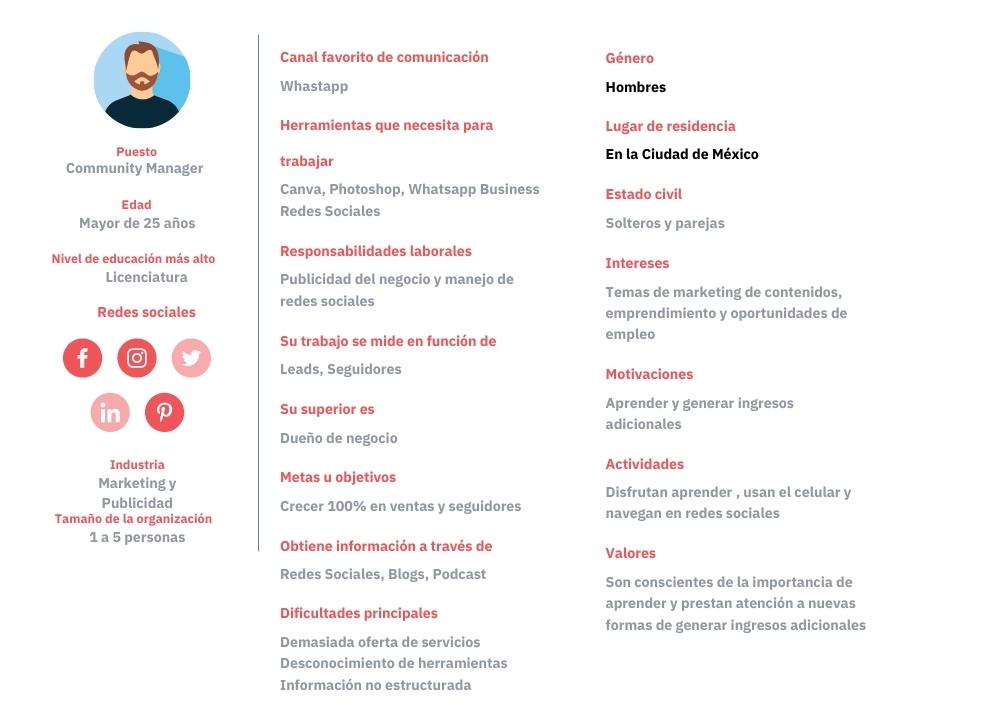 Puesto
Community Manager
Edad
Mayor de 25 años
Nivel de educación más alto
Licenciatura
Redes sociales
in
Industria
Marketing y
Publicidad
Tamaño de la organización
1 a 5 personas
Canal favorito de comunicación
Whastapp
Herramientas que necesita para
trabajar
Canva, Photoshop, Whatsapp Business
Redes Sociales
Responsabilidades laborales
Publicidad del negocio y manejo de
redes sociales
Su trabajo se mide en función de
Leads, Seguidores
Su superior es
Dueño de negocio
Metas u objetivos
Crecer 100% en ventas y seguidores
Obtiene información a través de
Redes Sociales, Blogs, Podcast
Dificultades principales
Demasiada oferta de servicios
Desconocimiento de herramientas
Información no estructurada
Género
Hombres
Lugar de residencia
En la Ciudad de México
Estado civil
Solteros y parejas
Intereses
Temas de marketing de contenidos,
emprendimiento y oportunidades de
empleo
Motivaciones
Aprender y generar ingresos
adicionales
Actividades
Disfrutan aprender , usan el celular y
navegan en redes sociales
Valores
Son conscientes de la importancia de
aprender y prestan atención a nuevas
formas de generar ingresos adicionales